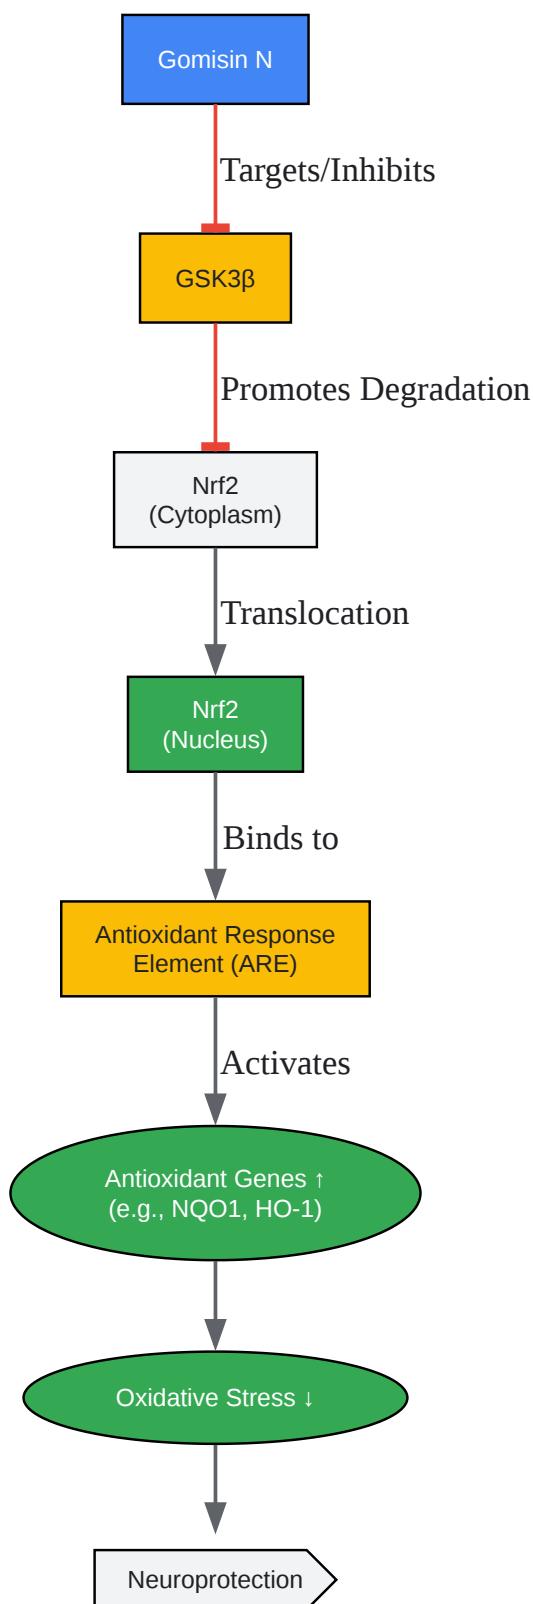 Gomisin N
Targets/Inhibits
GSK3β
Promotes Degradation
Nrf2
(Cytoplasm)
Translocation
Nrf2
(Nucleus)
Binds to
Antioxidant Response
Element (ARE)
Activates
Antioxidant Genes ↑
(e.g., NQO1, HO-1)
Oxidative Stress ↓
Neuroprotection